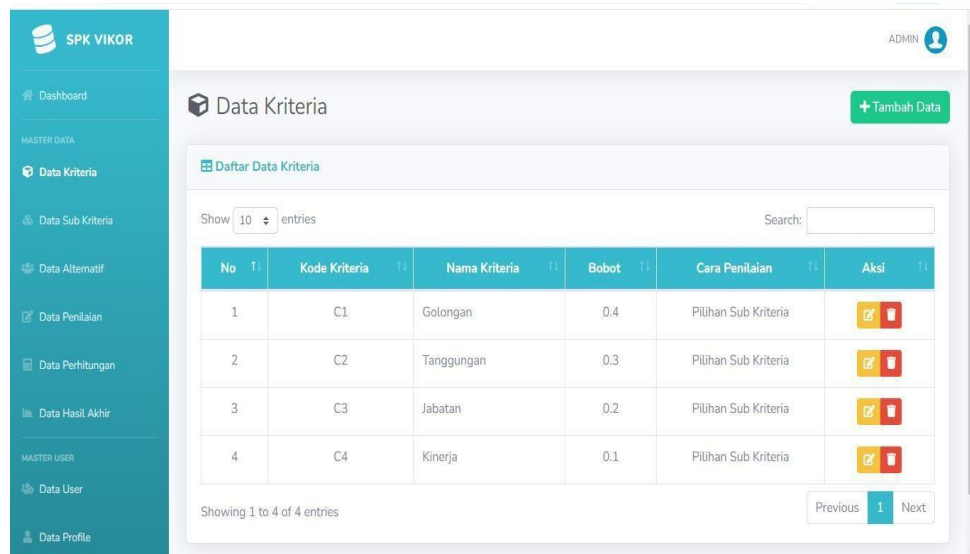 SPK VIKOR
ADMIN
Dashboard
MASTER DATA
Data Kriteria
Data Sub Kriteria
Data Alternatif
Data Penilaian
Data Perhitungan
Data Hasil Akhir
MASTER USER
Data User
Data Profile
Data Kriteria
+ Tambah Data
Daftar Data Kriteria
Show 10 entries
Search:
No Kode Kriteria Nama Kriteria Bobot Cara Penilaian Aksi
1 C1 Golongan 0.4 Pilihan Sub Kriteria
2 C2 Tanggungan 0.3 Pilihan Sub Kriteria
3 C3 Jabatan 0.2 Pilihan Sub Kriteria
4 C4 Kinerja 0.1 Pilihan Sub Kriteria
Showing 1 to 4 of 4 entries
Previous 1 Next